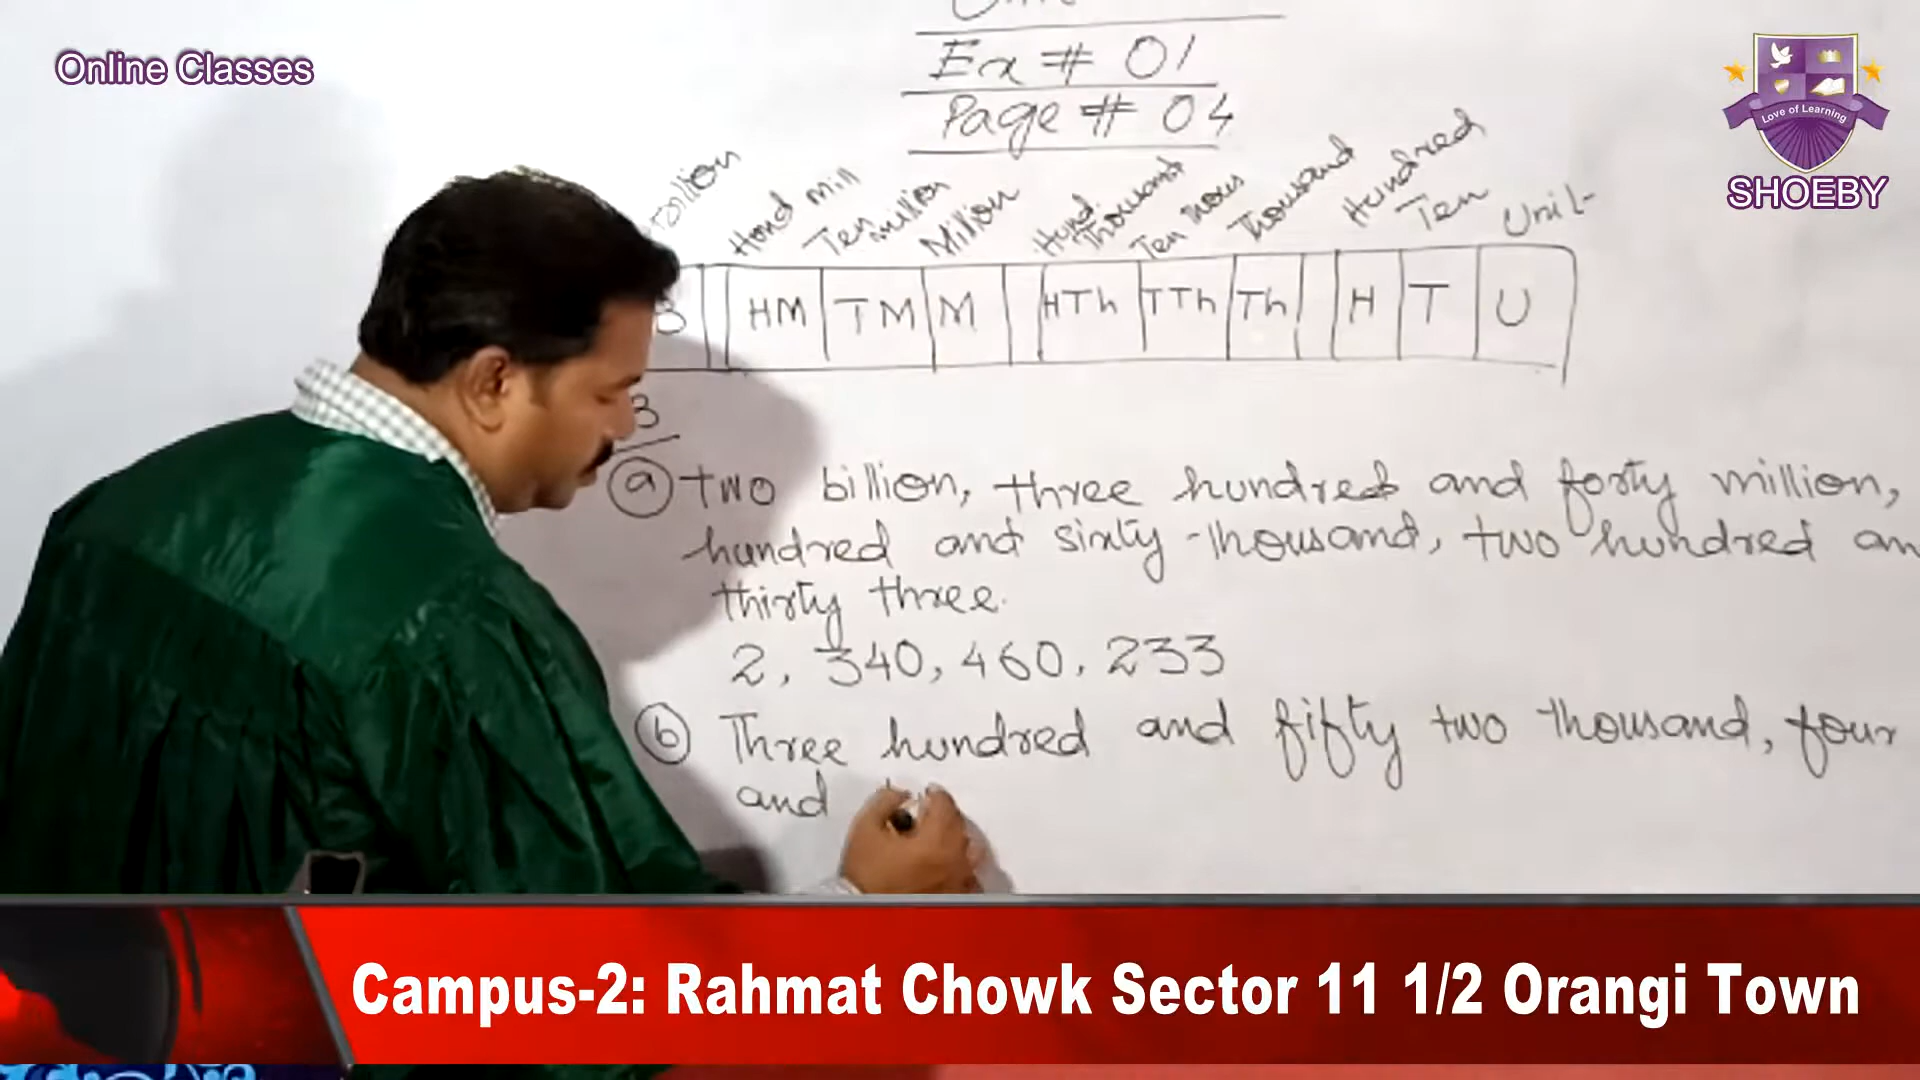 Online Classes
Ex # 01
Page # 04
Love of Learning
SHOEBY
Hund mill
Ten million
Million
Hund. Thousand
Ten Thous
Thousand
Hundred
Ten
Unit
B HM TM M HTh TTh Th H T U
3
(a) two billion, three hundred and forty million,
hundred and sixty thousand, two hundred an
thirty three.
2, 340, 460, 233
(b) Three hundred and fifty two thousand, four
and
Campus-2: Rahmat Chowk Sector 11 1/2 Orangi Town